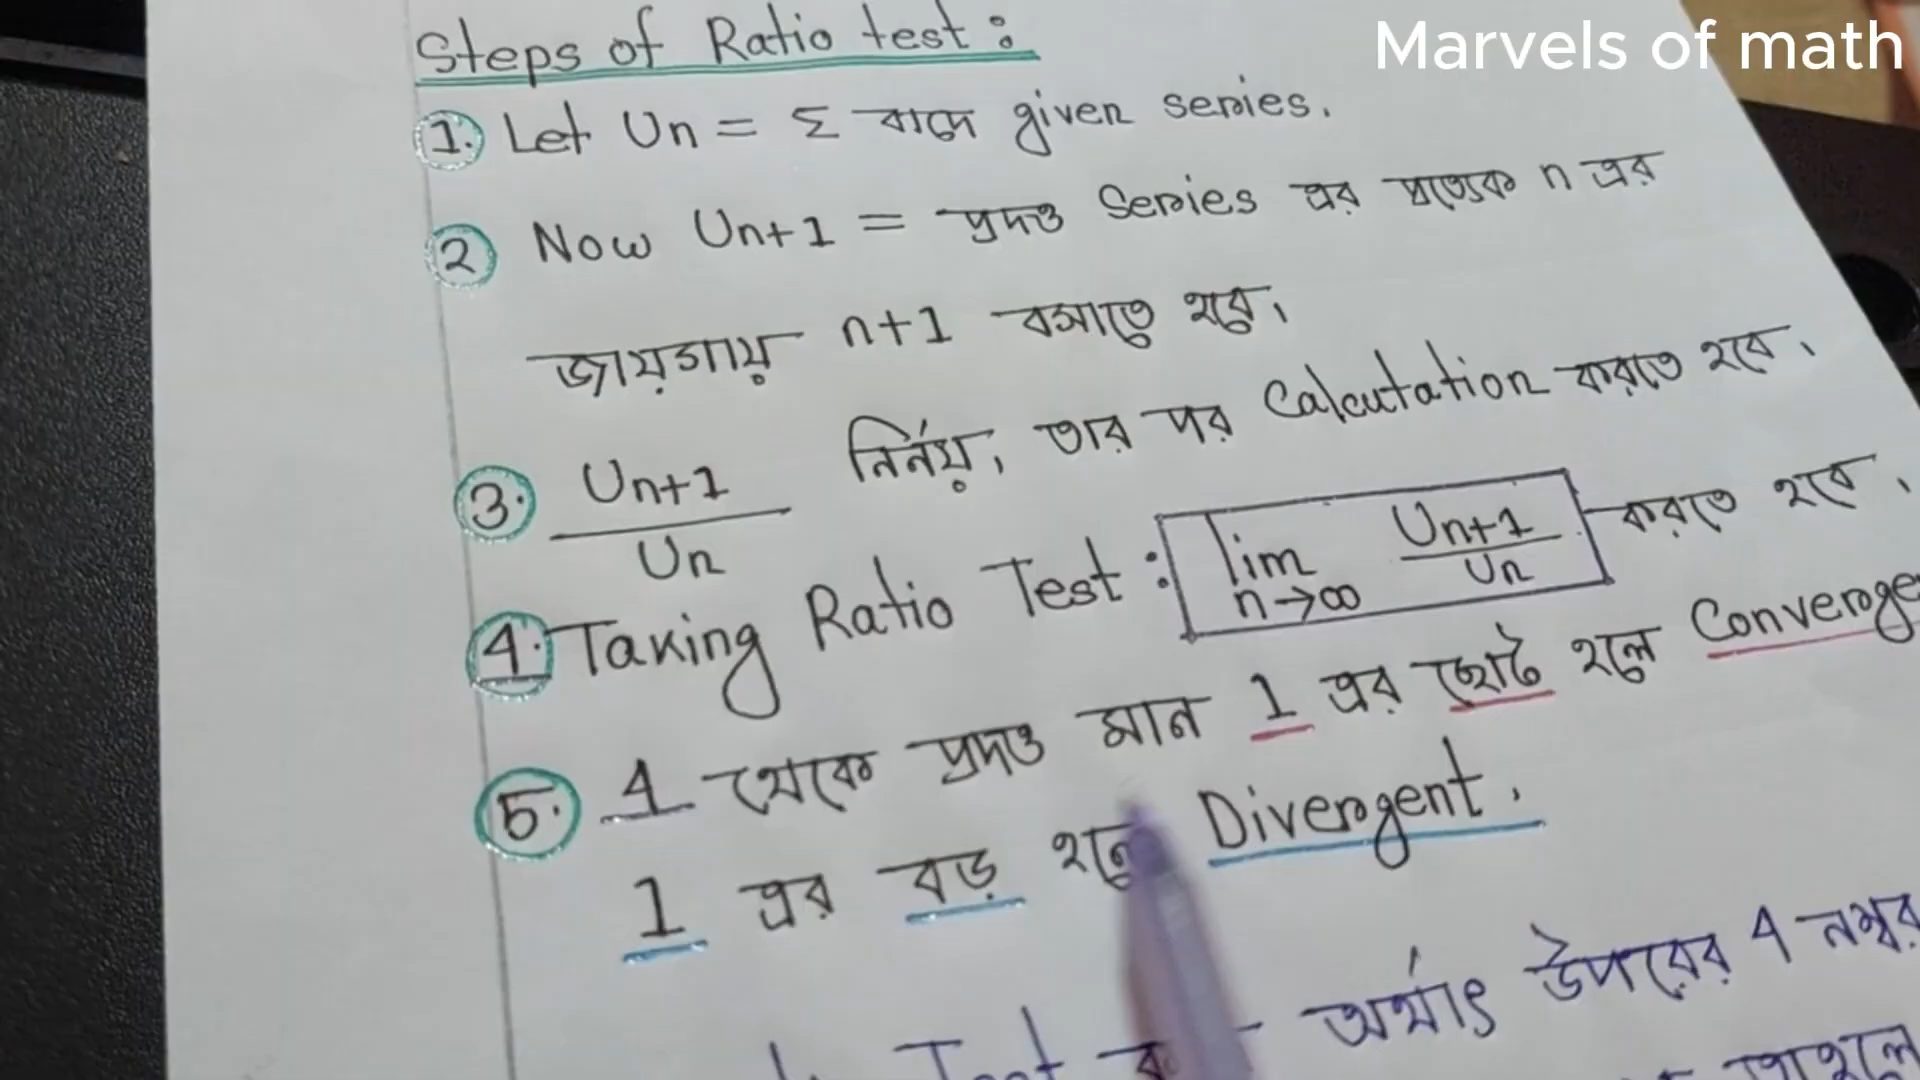 Marvels of math
Steps of Ratio test:
1. Let Un = Σ বাদে given series.
2 Now Un+1 = প্রদত্ত Series এর প্রত্যেক n এর
জায়গায় n+1 বসাতে হবে।
3. Un+1 / Un নির্নয়, তার পর Calculation করতে হবে।
4. Taking Ratio Test: lim n→∞ Un+1 / Un করতে হবে।
5. 4 থেকে প্রদত্ত মান 1 এর ছোট হলে Converge
1 এর বড় হলে Divergent.
Test অর্থাৎ উপরের 4 নম্বর